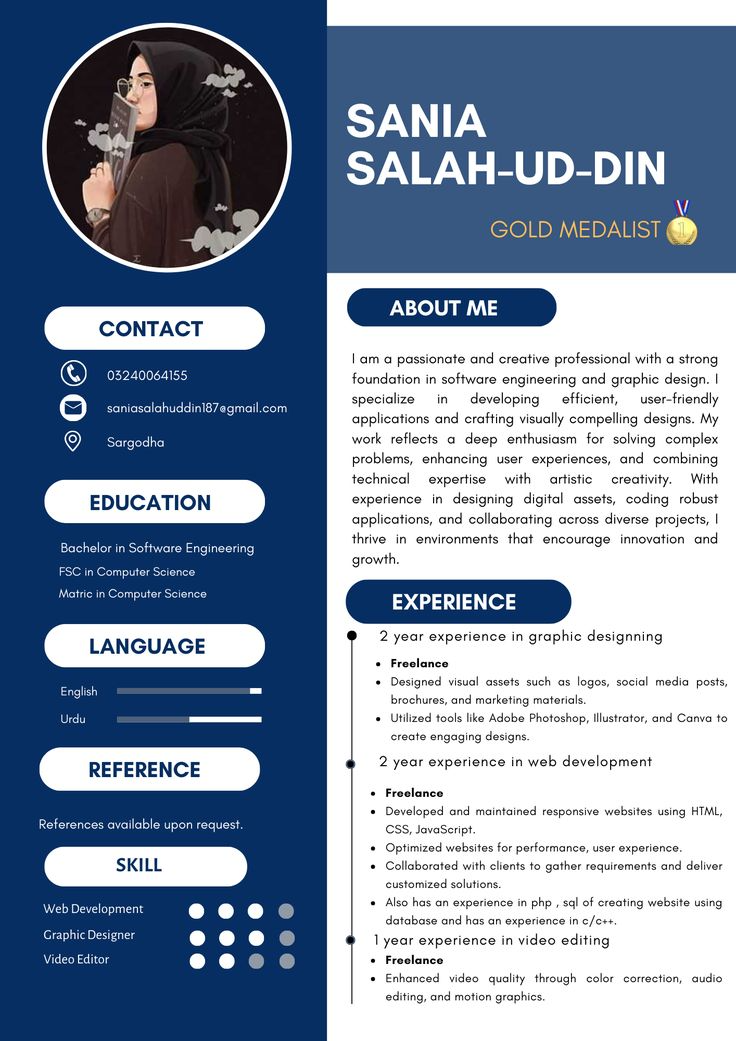 SANIA
SALAH-UD-DIN
GOLD MEDALIST
1
CONTACT
03240064155
saniasalahuddin187@gmail.com
Sargodha
EDUCATION
Bachelor in Software Engineering
FSC in Computer Science
Matric in Computer Science
LANGUAGE
English
Urdu
REFERENCE
References available upon request.
SKILL
Web Development
Graphic Designer
Video Editor
ABOUT ME
I am a passionate and creative professional with a strong
foundation in software engineering and graphic design. I
specialize in developing efficient, user-friendly
applications and crafting visually compelling designs. My
work reflects a deep enthusiasm for solving complex
problems, enhancing user experiences, and combining
technical expertise with artistic creativity. With
experience in designing digital assets, coding robust
applications, and collaborating across diverse projects, I
thrive in environments that encourage innovation and
growth.
EXPERIENCE
2 year experience in graphic designning
• Freelance
• Designed visual assets such as logos, social media posts,
brochures, and marketing materials.
• Utilized tools like Adobe Photoshop, Illustrator, and Canva to
create engaging designs.
2 year experience in web development
• Freelance
• Developed and maintained responsive websites using HTML,
CSS, JavaScript.
• Optimized websites for performance, user experience.
• Collaborated with clients to gather requirements and deliver
customized solutions.
• Also has an experience in php , sql of creating website using
database and has an experience in c/c++.
1 year experience in video editing
• Freelance
• Enhanced video quality through color correction, audio
editing, and motion graphics.